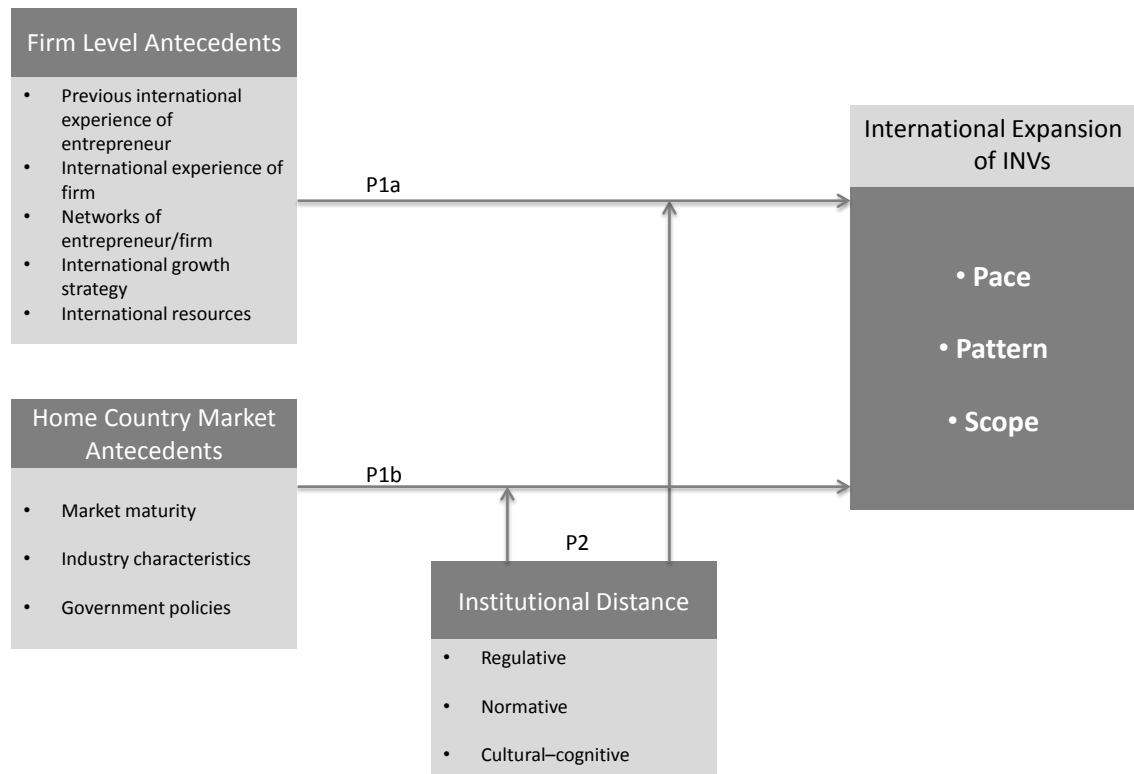 Firm Level Antecedents
• Previous international
experience of
entrepreneur
• International experience of
firm
• Networks of
entrepreneur/firm
• International growth
strategy
• International resources
P1a
International Expansion
of INVs
• Pace
• Pattern
• Scope
Home Country Market
Antecedents
• Market maturity
• Industry characteristics
• Government policies
P1b
P2
Institutional Distance
• Regulative
• Normative
• Cultural–cognitive